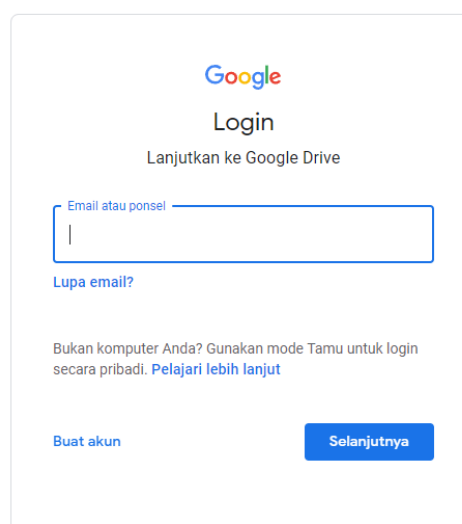 Google
Login
Lanjutkan ke Google Drive
Email atau ponsel
Lupa email?
Bukan komputer Anda? Gunakan mode Tamu untuk login
secara pribadi. Pelajari lebih lanjut
Buat akun
Selanjutnya